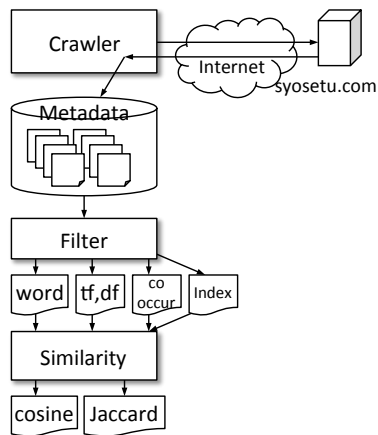 Crawler
Internet
syosetu.com
Metadata
Filter
word
tf,df
co
occur
Index
Similarity
cosine
Jaccard